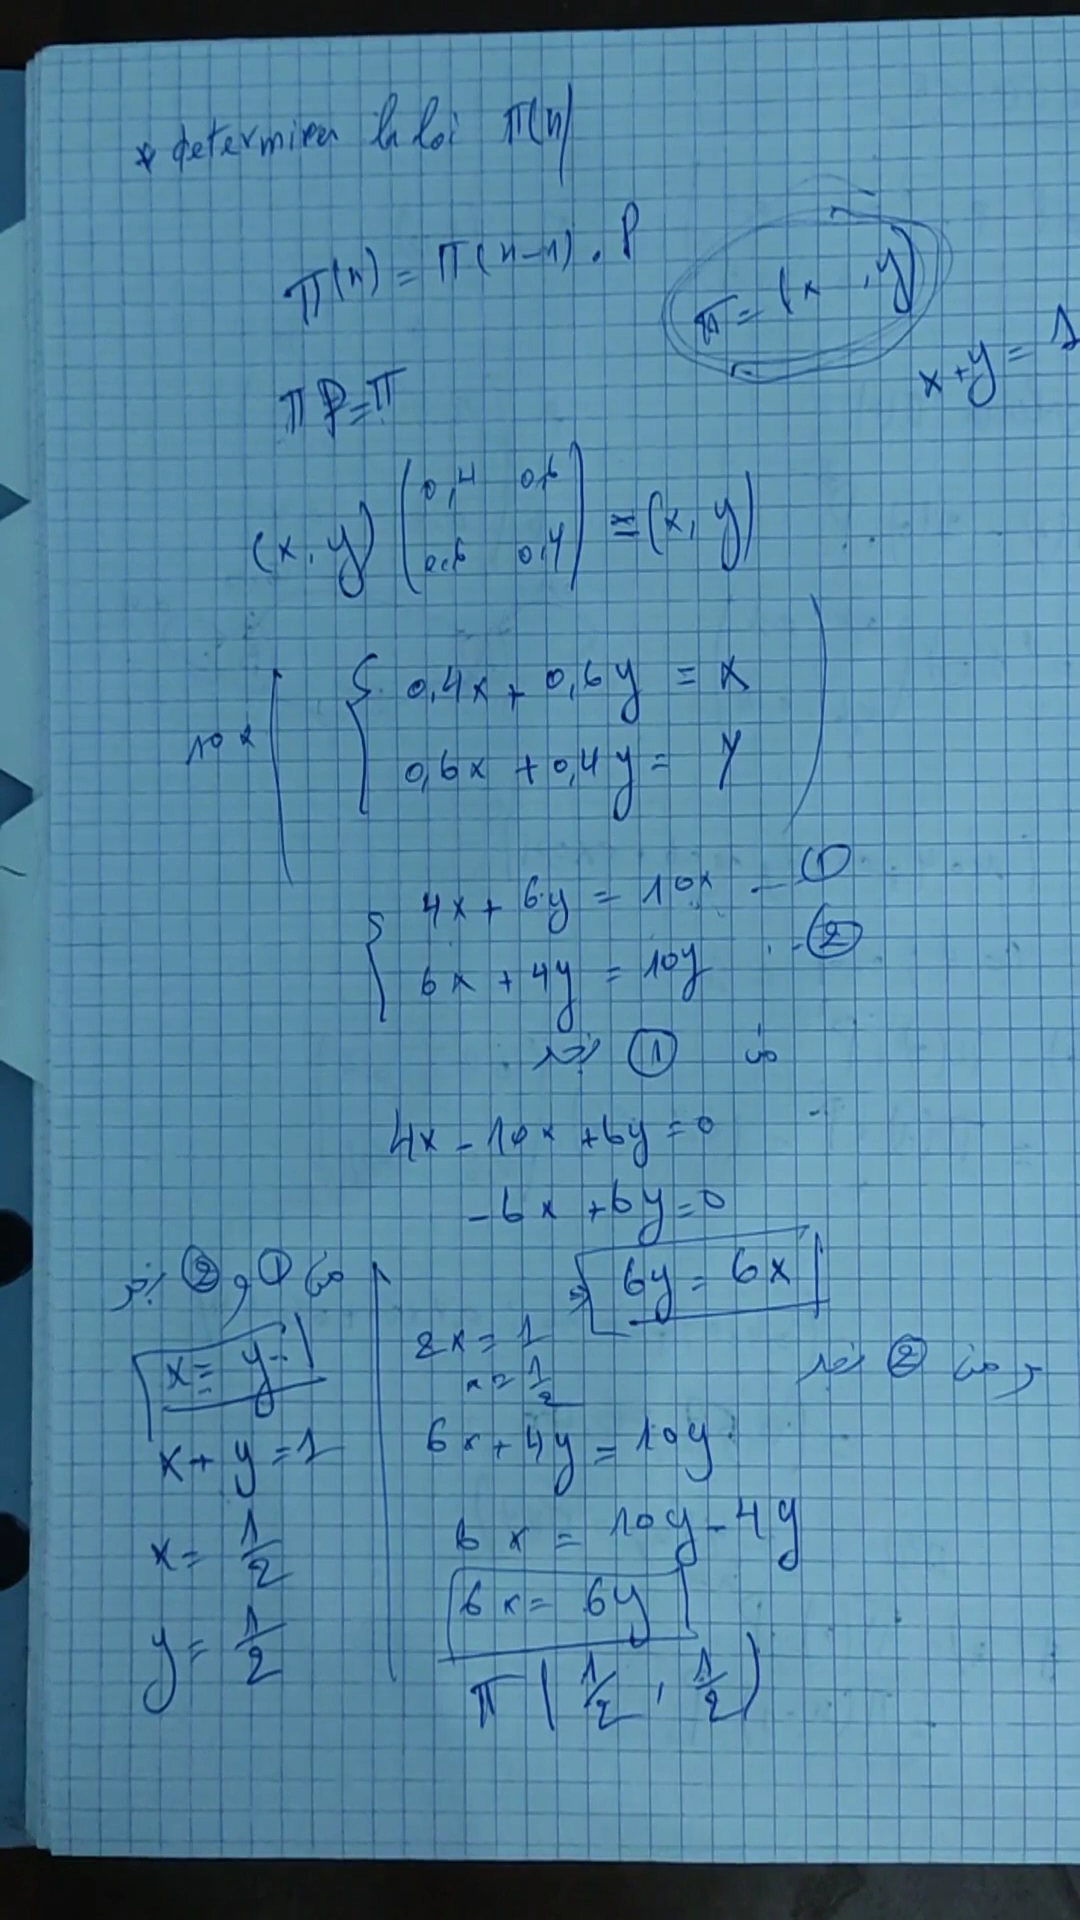 * determiner la loi π(n)
π(n) = π(n-1) . P
π = (x , y)
x + y = 1
π P = π
(x, y) (0,4 0,6
0,6 0,4) = (x, y)
10 x
{ 0,4x + 0,6y = x
0,6x + 0,4y = y
{ 4x + 6y = 10x - ①
6x + 4y = 10y - ②
من ① نجد
4x - 10x + 6y = 0
-6x + 6y = 0
⇒ 6y = 6x
و من ② نجد
6x + 4y = 10y
6x = 10y - 4y
6x = 6y
من ① و ②
x = y
x + y = 1
2x = 1
x = 1/2
x = 1/2
y = 1/2
π ( 1/2 , 1/2 )